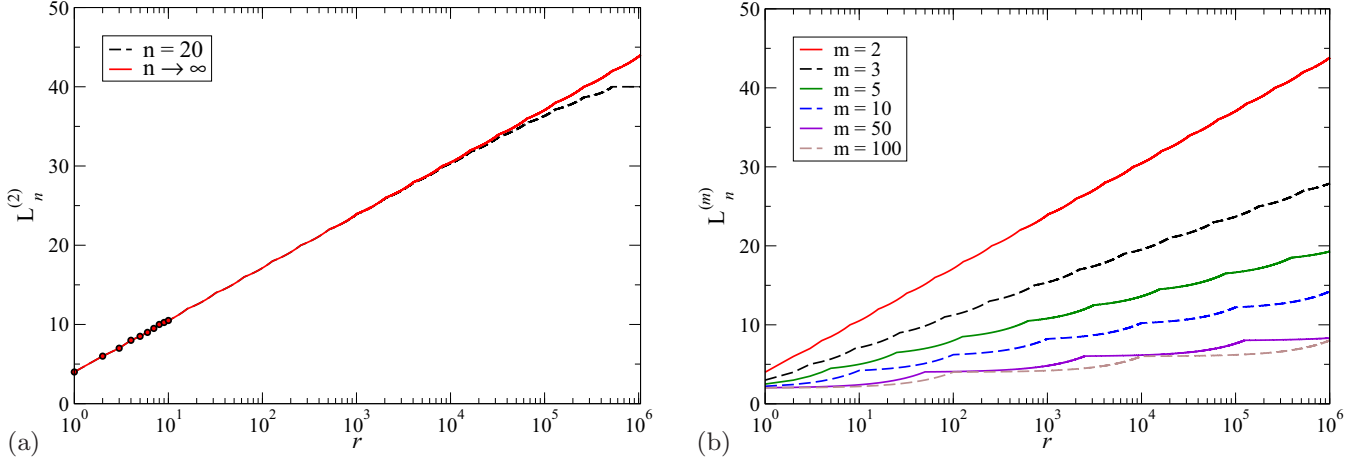 50
40
30
20
10
0
L_n^{(2)}
n = 20
n → ∞
10^0 10^1 10^2 10^3 10^4 10^5 10^6
r
(a)
50
40
30
20
10
0
L_n^{(m)}
m = 2
m = 3
m = 5
m = 10
m = 50
m = 100
10^0 10^1 10^2 10^3 10^4 10^5 10^6
r
(b)